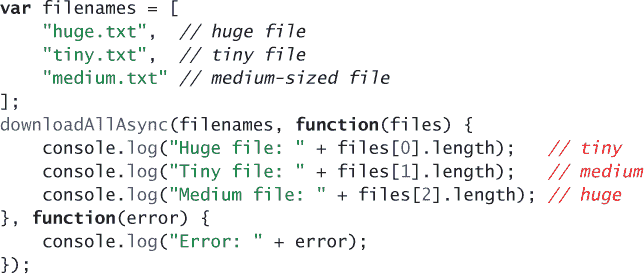 var filenames = [
    "huge.txt",  // huge file
    "tiny.txt",  // tiny file
    "medium.txt" // medium-sized file
];
downloadAllAsync(filenames, function(files) {
    console.log("Huge file: " + files[0].length);   // tiny
    console.log("Tiny file: " + files[1].length);   // medium
    console.log("Medium file: " + files[2].length); // huge
}, function(error) {
    console.log("Error: " + error);
});